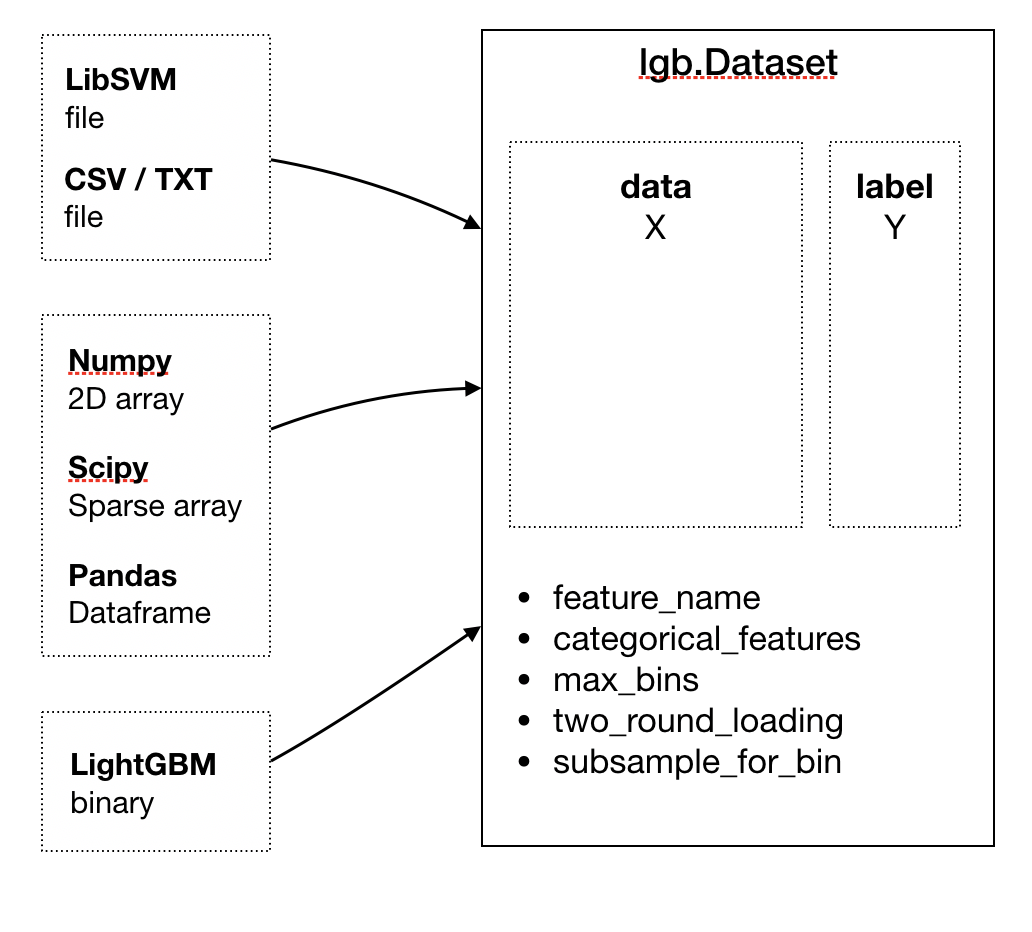 LibSVM
file
CSV / TXT
file
Numpy
2D array
Scipy
Sparse array
Pandas
Dataframe
LightGBM
binary
lgb.Dataset
data
X
label
Y
• feature_name
• categorical_features
• max_bins
• two_round_loading
• subsample_for_bin